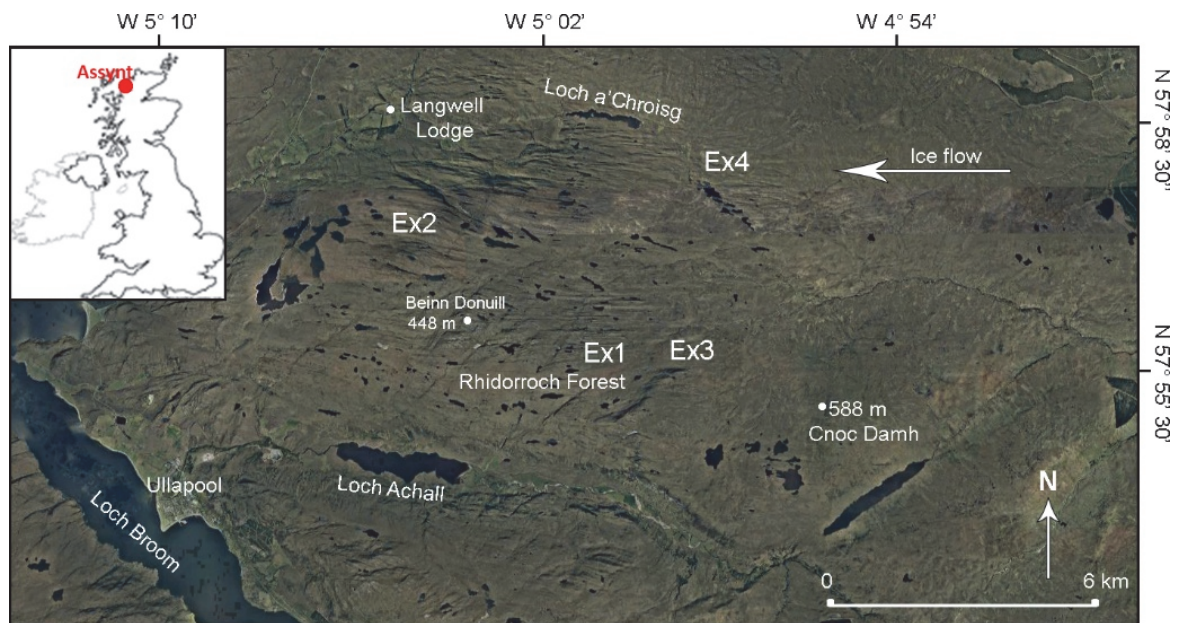 W 5° 10'
W 5° 02'
W 4° 54'
Assynt
Langwell
Lodge
Loch a'Chroisg
N 57° 58' 30"
Ex4
Ice flow
Ex2
Beinn Donuill
448 m
Ex1
Ex3
Rhidorroch Forest
N 57° 55' 30"
588 m
Cnoc Damh
Ullapool
Loch Achall
Loch Broom
N
0
6 km